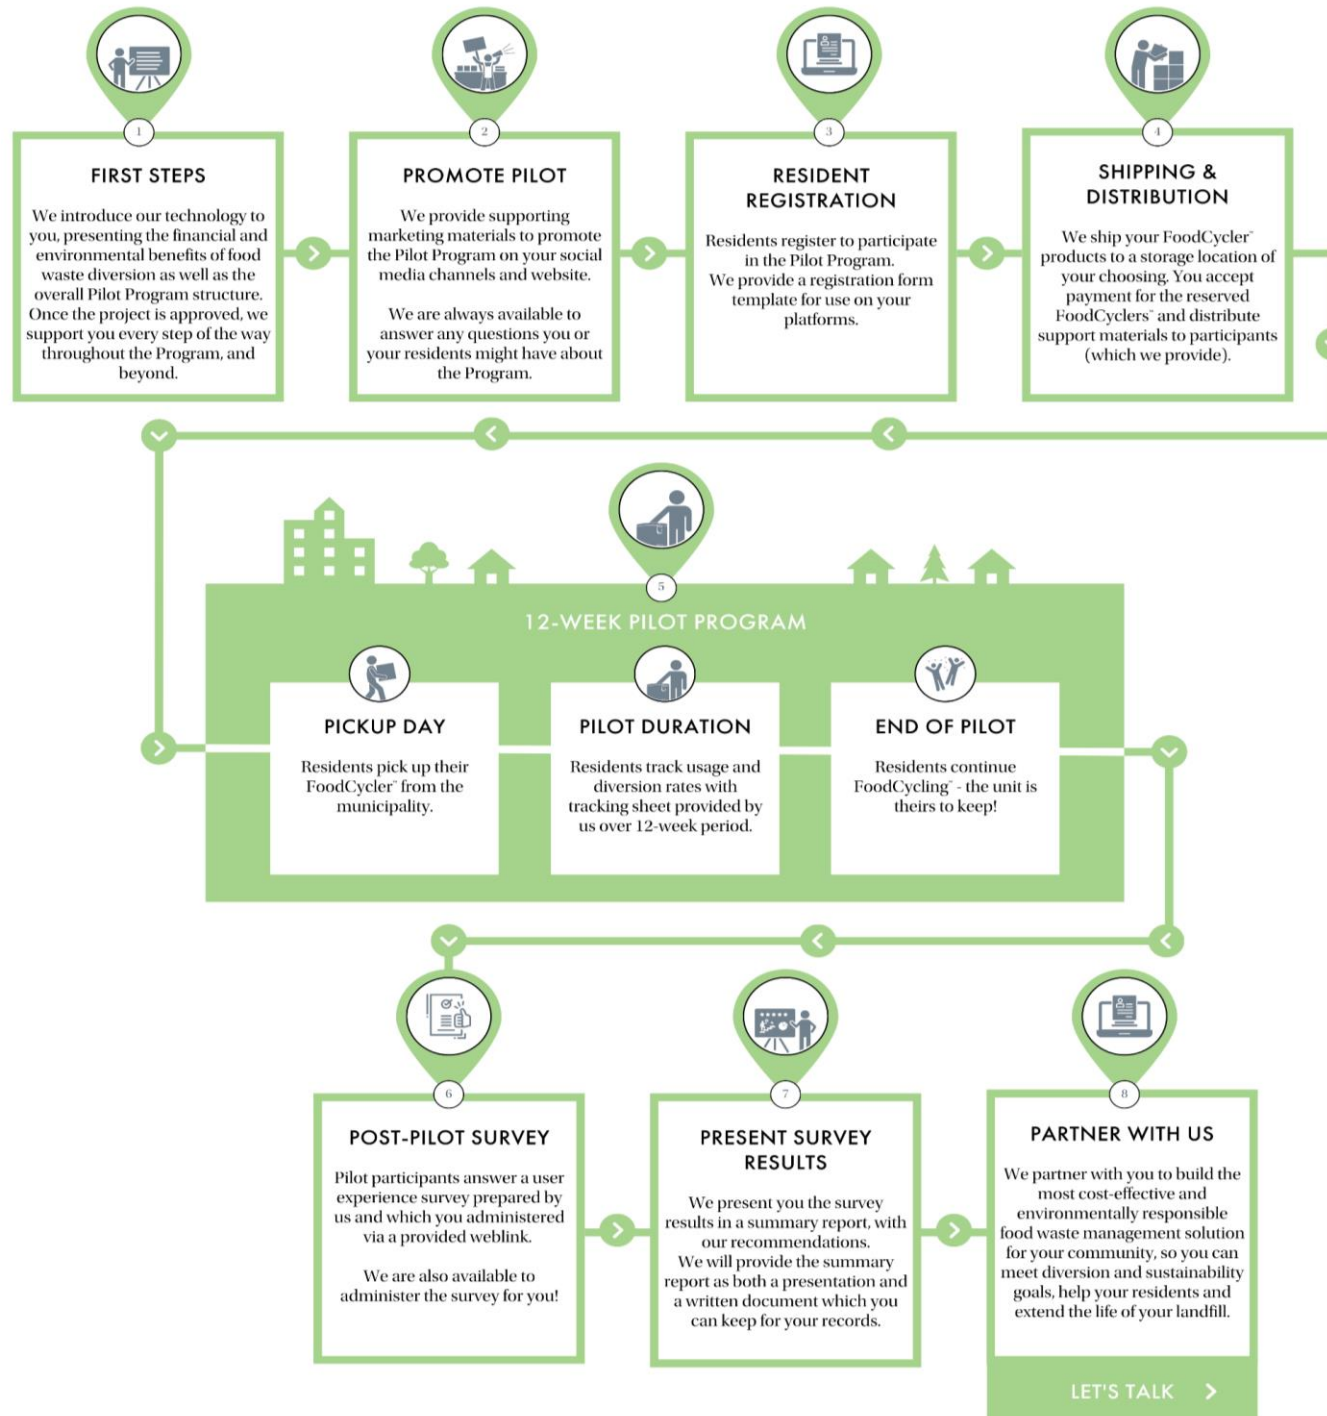 1
FIRST STEPS
We introduce our technology to
you, presenting the financial and
environmental benefits of food
waste diversion as well as the
overall Pilot Program structure.
Once the project is approved, we
support you every step of the way
throughout the Program, and
beyond.
2
PROMOTE PILOT
We provide supporting
marketing materials to promote
the Pilot Program on your social
media channels and website.
We are always available to
answer any questions you or
your residents might have about
the Program.
3
RESIDENT
REGISTRATION
Residents register to participate
in the Pilot Program.
We provide a registration form
template for use on your
platforms.
4
SHIPPING &
DISTRIBUTION
We ship your FoodCycler™
products to a storage location of
your choosing. You accept
payment for the reserved
FoodCyclers™ and distribute
support materials to participants
(which we provide).
5
12-WEEK PILOT PROGRAM
PICKUP DAY
Residents pick up their
FoodCycler™ from the
municipality.
PILOT DURATION
Residents track usage and
diversion rates with
tracking sheet provided by
us over 12-week period.
END OF PILOT
Residents continue
FoodCycling™ - the unit is
theirs to keep!
6
POST-PILOT SURVEY
Pilot participants answer a user
experience survey prepared by
us and which you administered
via a provided weblink.
We are also available to
administer the survey for you!
7
PRESENT SURVEY
RESULTS
We present you the survey
results in a summary report, with
our recommendations.
We will provide the summary
report as both a presentation and
a written document which you
can keep for your records.
8
PARTNER WITH US
We partner with you to build the
most cost-effective and
environmentally responsible
food waste management solution
for your community, so you can
meet diversion and sustainability
goals, help your residents and
extend the life of your landfill.
LET'S TALK